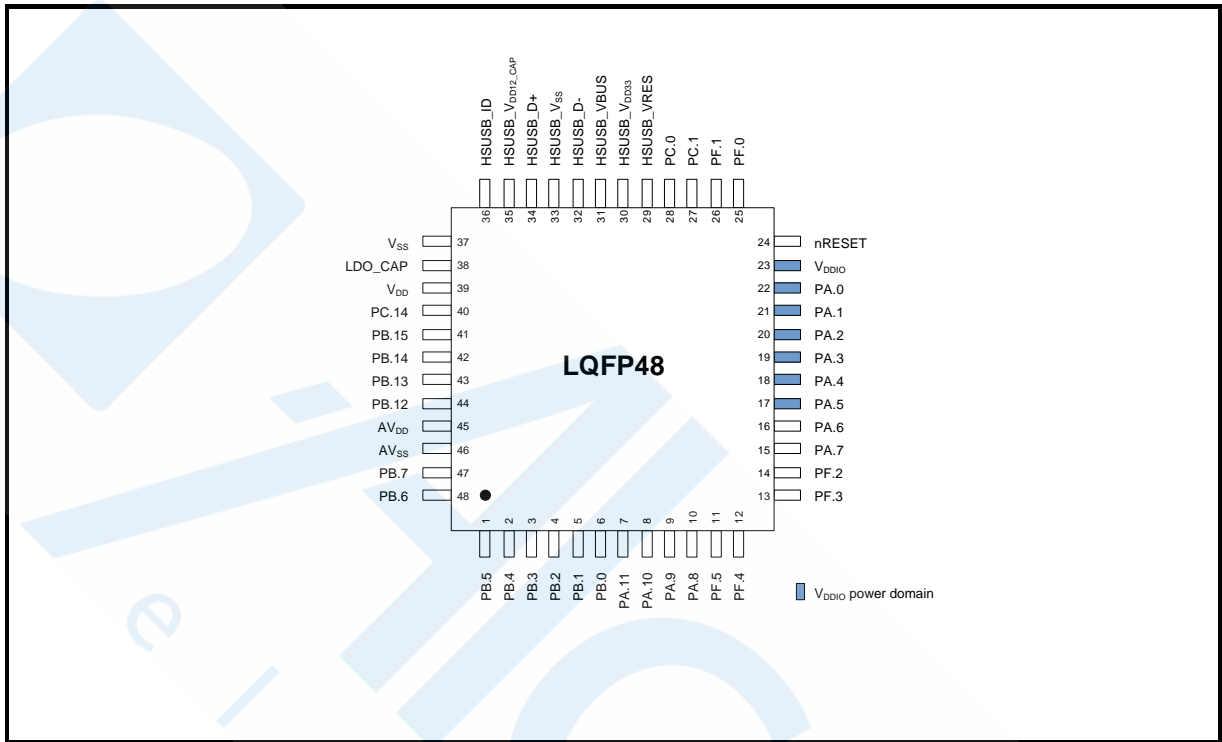 HSUSB_ID
HSUSB_VDD12_CAP
HSUSB_D+
HSUSB_VSS
HSUSB_D-
HSUSB_VBUS
HSUSB_VDD33
HSUSB_VRES
PC.0
PC.1
PF.1
PF.0
36 35 34 33 32 31 30 29 28 27 26 25
VSS 37 24 nRESET
LDO_CAP 38 23 VDDIO
VDD 39 22 PA.0
PC.14 40 21 PA.1
PB.15 41 20 PA.2
PB.14 42 19 PA.3
LQFP48
PB.13 43 18 PA.4
PB.12 44 17 PA.5
AVDD 45 16 PA.6
AVSS 46 15 PA.7
PB.7 47 14 PF.2
PB.6 48 13 PF.3
1 2 3 4 5 6 7 8 9 10 11 12
PB.5
PB.4
PB.3
PB.2
PB.1
PB.0
PA.11
PA.10
PA.9
PA.8
PF.5
PF.4
VDDIO power domain